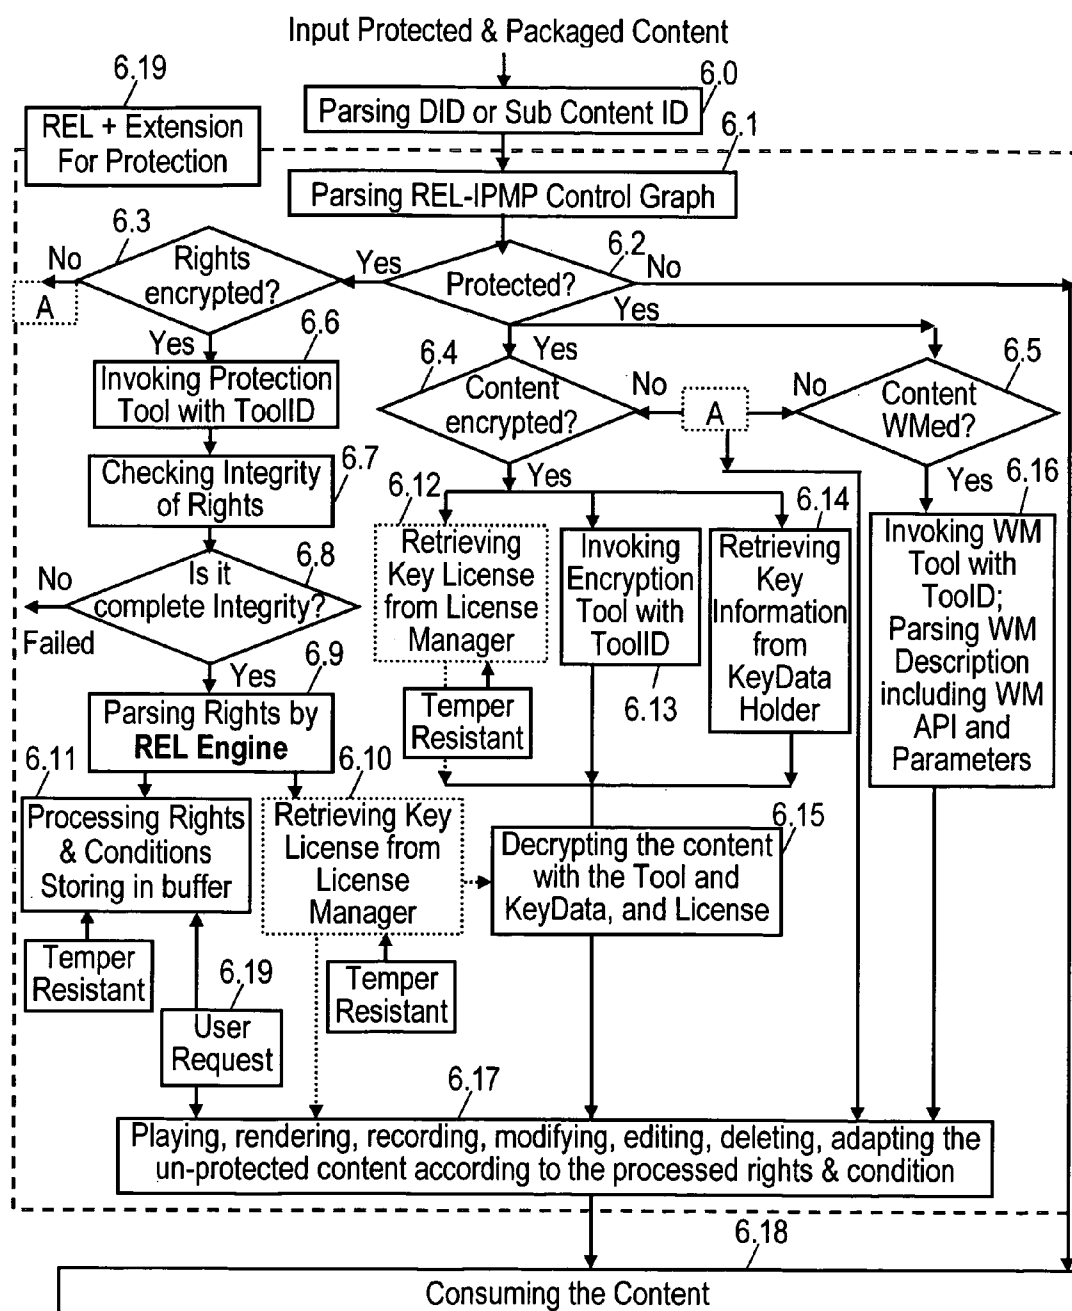 Input Protected & Packaged Content
6.19
6.0
REL + Extension
For Protection
Parsing DID or Sub Content ID
6.1
Parsing REL-IPMP Control Graph
6.3
6.2
No
Rights
encrypted?
Yes
Protected?
No
A
Yes
6.6
Yes
Yes
6.4
6.5
Invoking Protection
Tool with ToolID
Content
encrypted?
No
A
No
Content
WMed?
6.7
Checking Integrity
of Rights
Yes
Yes
6.12
6.14
6.16
Retrieving
Key License
from License
Manager
Invoking
Encryption
Tool with
ToolID
Retrieving
Key
Information
from
KeyData
Holder
Invoking WM
Tool with
ToolD;
Parsing WM
Description
including WM
API and
Parameters
No
Is it
complete Integrity?
6.8
Failed
Yes
6.9
6.13
Temper
Resistant
Parsing Rights by
REL Engine
6.11
6.10
6.15
Processing Rights
& Conditions
Storing in buffer
Retrieving Key
License from
License
Manager
Decrypting the content
with the Tool and
KeyData, and License
Temper
Resistant
6.19
Temper
Resistant
User
Request
6.17
Playing, rendering, recording, modifying, editing, deleting, adapting the
un-protected content according to the processed rights & condition
6.18
Consuming the Content